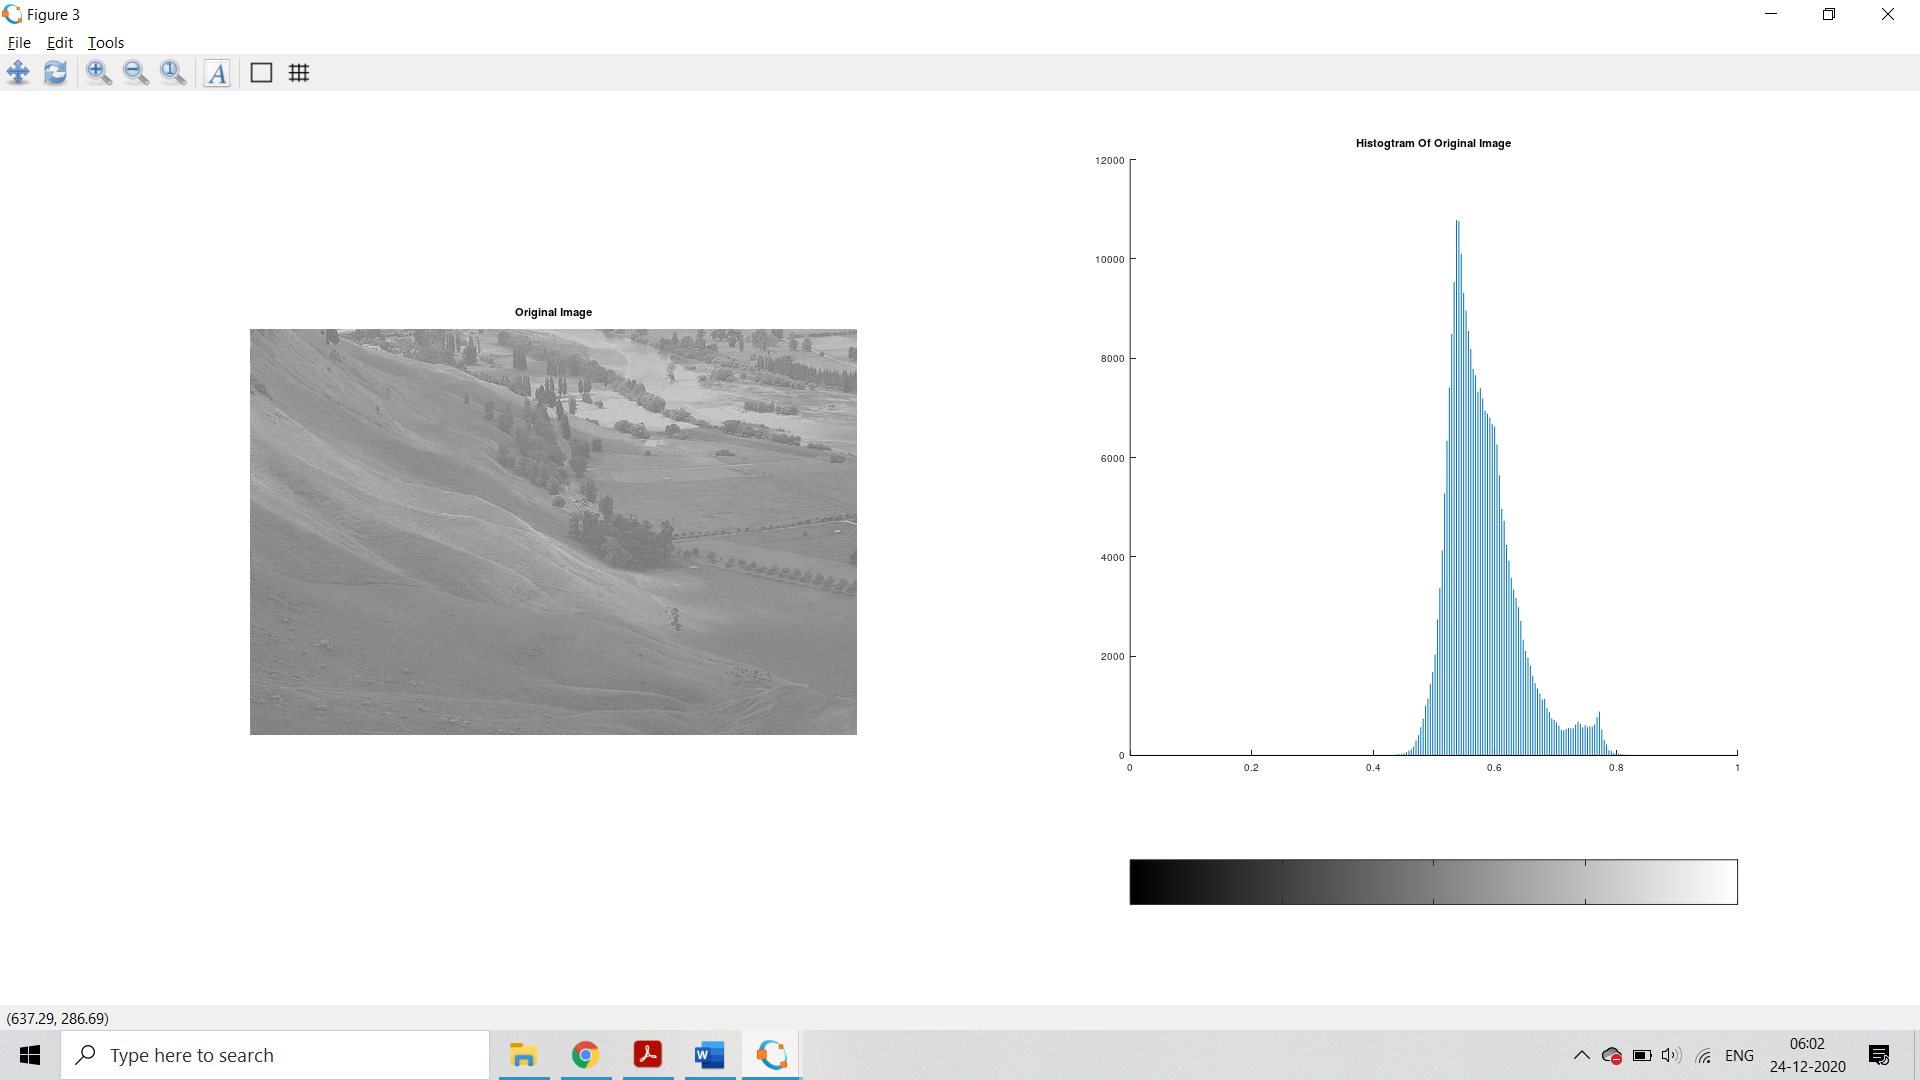 Figure 3
File Edit Tools
Histogtram Of Original Image
12000
10000
8000
6000
4000
2000
0
0 0.2 0.4 0.6 0.8 1
Original Image
(637.29, 286.69)
Type here to search
ENG
06:02
24-12-2020